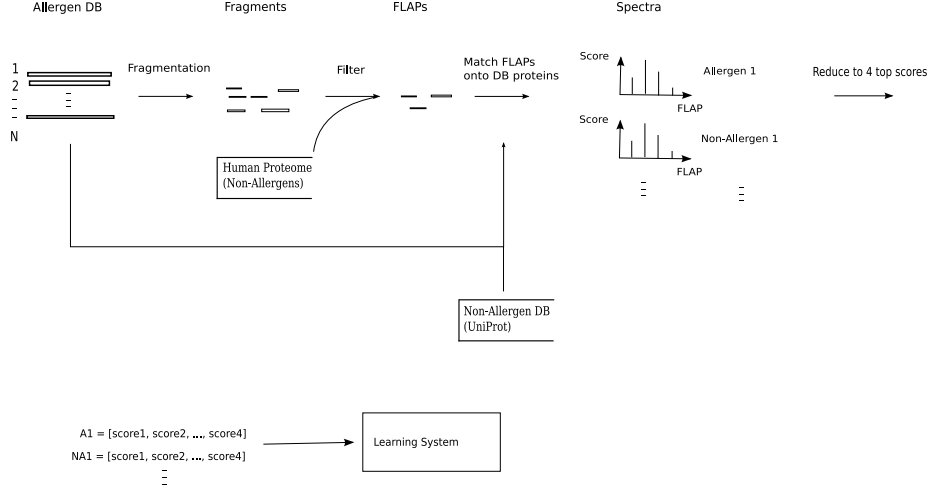 Allergen DB
Fragments
FLAPs
Spectra
1
2
N
Fragmentation
Filter
Match FLAPs
onto DB proteins
Score
Allergen 1
FLAP
Reduce to 4 top scores
Score
Non-Allergen 1
FLAP
Human Proteome
(Non-Allergens)
Non-Allergen DB
(UniProt)
A1 = [score1, score2, ..., score4]
NA1 = [score1, score2, ..., score4]
Learning System